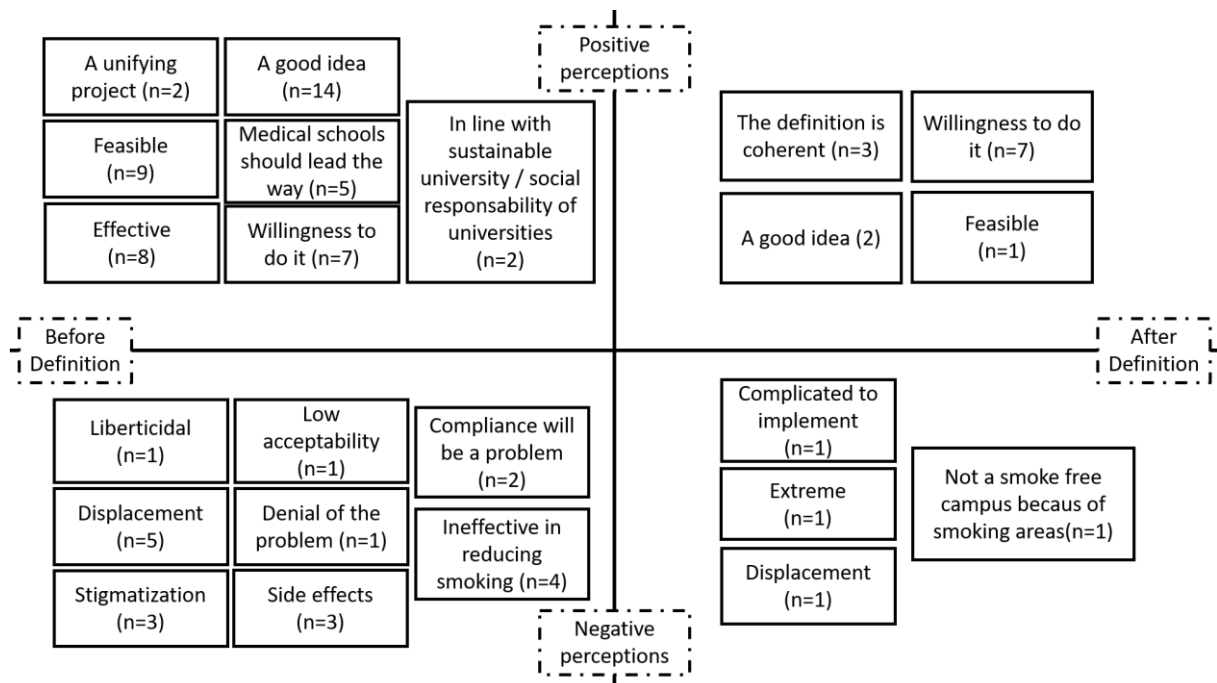 Positive
perceptions
A unifying
project (n=2)
A good idea
(n=14)
Feasible
(n=9)
Medical schools
should lead the
way (n=5)
Effective
(n=8)
Willingness to
do it (n=7)
In line with
sustainable
university / social
responsability of
universities
(n=2)
The definition is
coherent (n=3)
Willingness to
do it (n=7)
A good idea (2)
Feasible
(n=1)
Before
Definition
After
Definition
Liberticidal
(n=1)
Low
acceptability
(n=1)
Compliance will
be a problem
(n=2)
Displacement
(n=5)
Denial of the
problem (n=1)
Ineffective in
reducing
smoking (n=4)
Stigmatization
(n=3)
Side effects
(n=3)
Complicated to
implement
(n=1)
Extreme
(n=1)
Displacement
(n=1)
Not a smoke free
campus becaus of
smoking areas(n=1)
Negative
perceptions